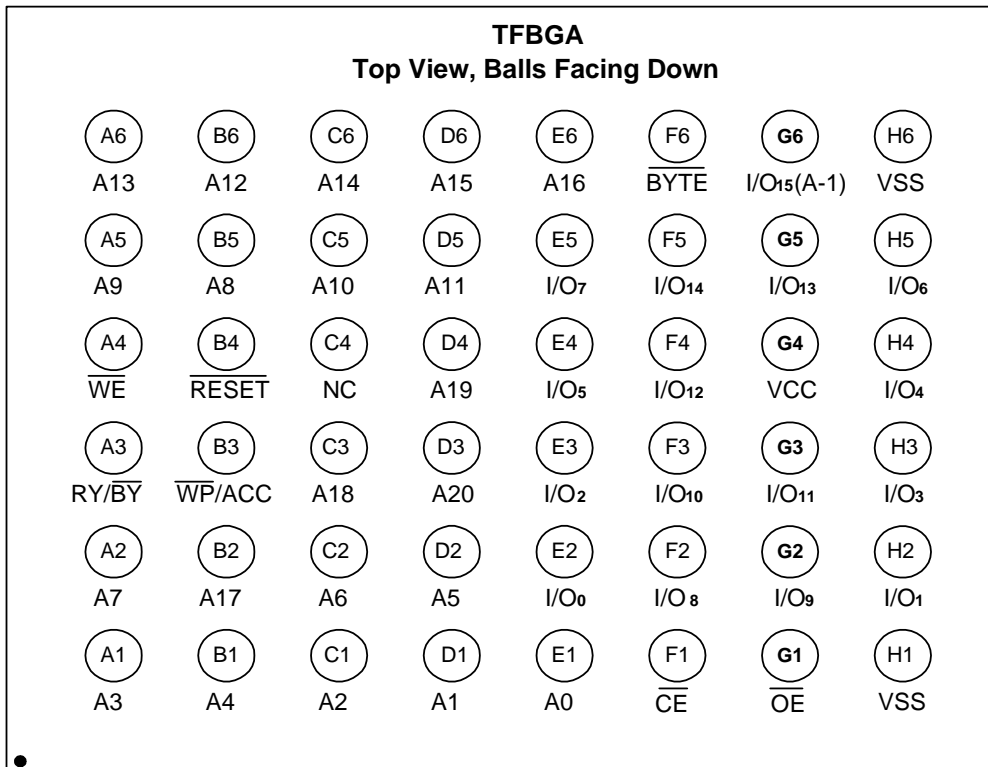 TFBGA
Top View, Balls Facing Down
A6 B6 C6 D6 E6 F6 G6 H6
A13 A12 A14 A15 A16 BYTE I/O15(A-1) VSS
A5 B5 C5 D5 E5 F5 G5 H5
A9 A8 A10 A11 I/O7 I/O14 I/O13 I/O6
A4 B4 C4 D4 E4 F4 G4 H4
WE RESET NC A19 I/O5 I/O12 VCC I/O4
A3 B3 C3 D3 E3 F3 G3 H3
RY/BY WP/ACC A18 A20 I/O2 I/O10 I/O11 I/O3
A2 B2 C2 D2 E2 F2 G2 H2
A7 A17 A6 A5 I/O0 I/O8 I/O9 I/O1
A1 B1 C1 D1 E1 F1 G1 H1
A3 A4 A2 A1 A0 CE OE VSS